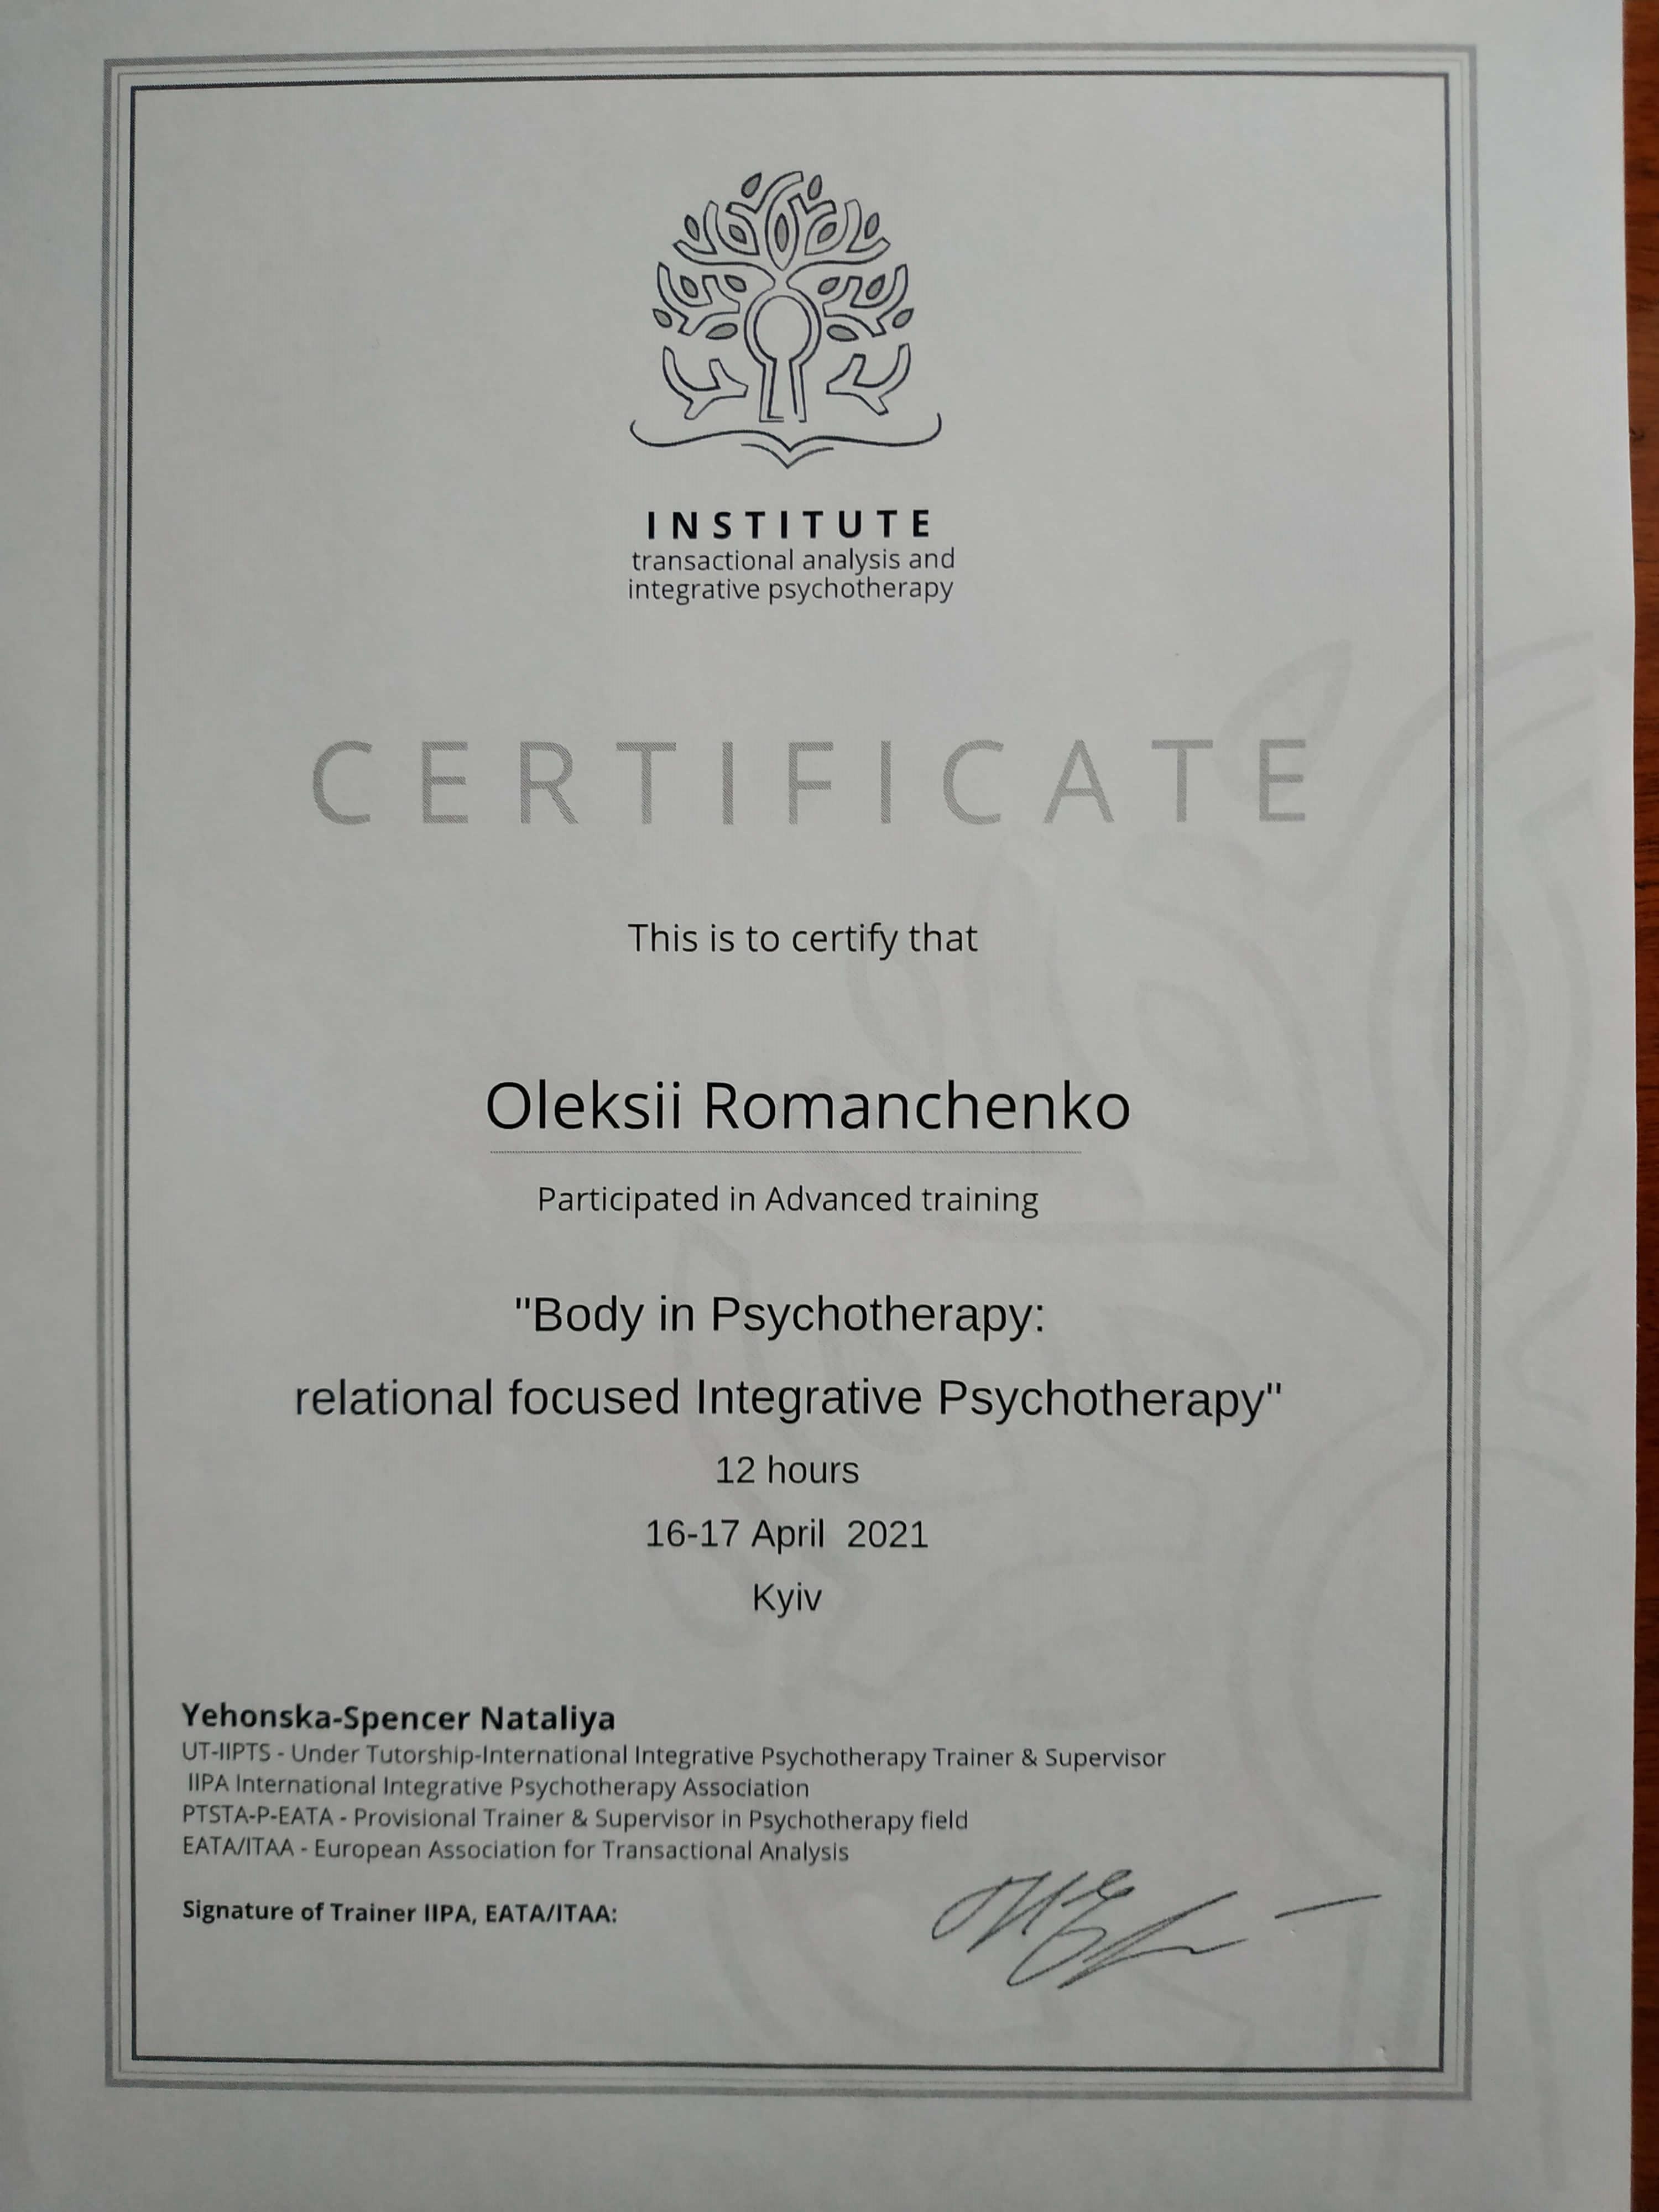 INSTITUTE
transactional analysis and
integrative psychotherapy
CERTIFICATE
This is to certify that
Oleksii Romanchenko
Participated in Advanced training
"Body in Psychotherapy:
relational focused Integrative Psychotherapy"
12 hours
16-17 April  2021
Kyiv
Yehonska-Spencer Nataliya
UT-IIPTS - Under Tutorship-International Integrative Psychotherapy Trainer & Supervisor
IIPA International Integrative Psychotherapy Association
PTSTA-P-EATA - Provisional Trainer & Supervisor in Psychotherapy field
EATA/ITAA - European Association for Transactional Analysis
Signature of Trainer IIPA, EATA/ITAA: